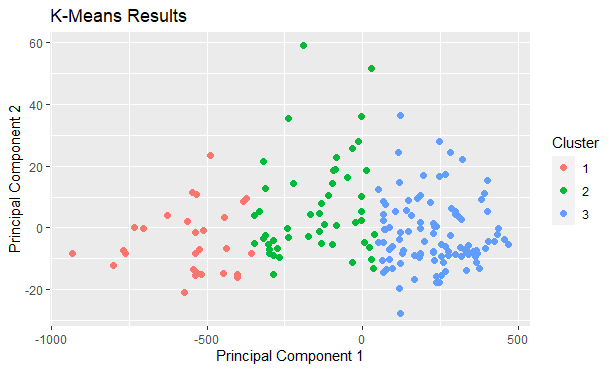 K-Means Results
60
40
20
0
-20
Principal Component 2
-1000 -500 0 500
Principal Component 1
Cluster
1
2
3